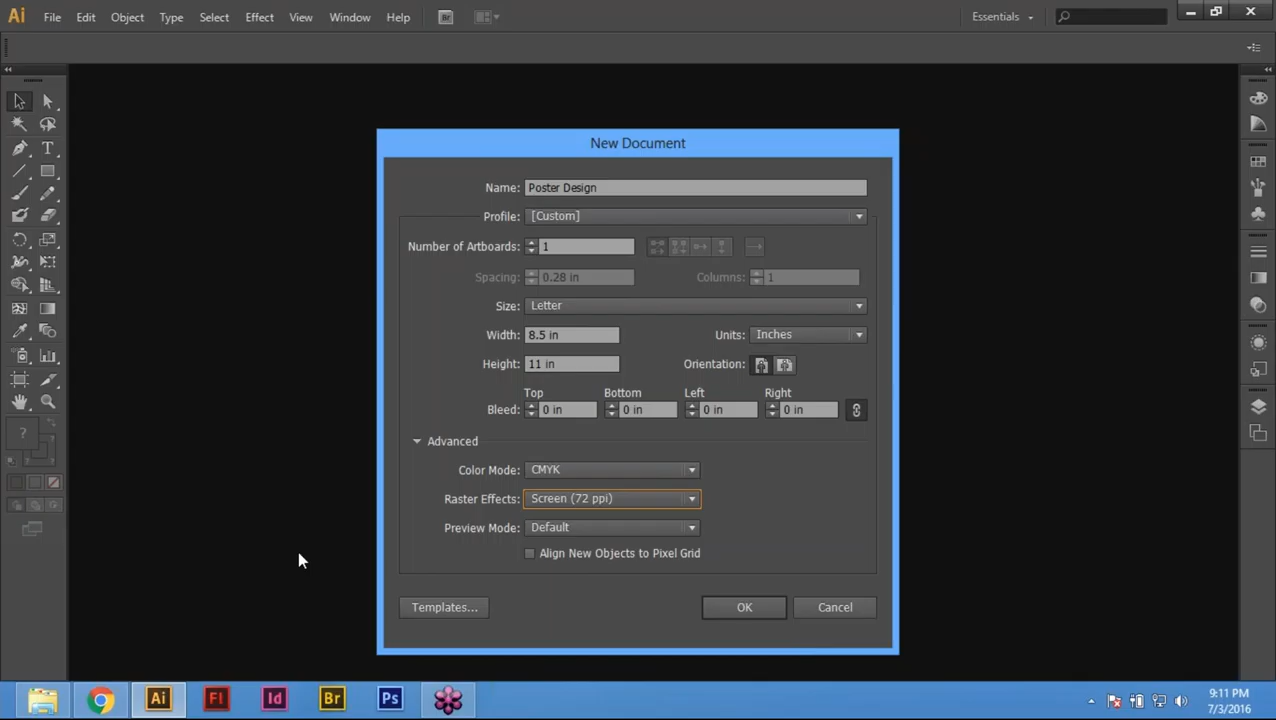 Ai File Edit Object Type Select Effect View Window Help Br Essentials
New Document
Name: Poster Design
Profile: [Custom]
Number of Artboards: 1
Spacing: 0.28 in Columns: 1
Size: Letter
Width: 8.5 in Units: Inches
Height: 11 in Orientation:
Top Bottom Left Right
Bleed: 0 in 0 in 0 in 0 in
Advanced
Color Mode: CMYK
Raster Effects: Screen (72 ppi)
Preview Mode: Default
Align New Objects to Pixel Grid
Templates... OK Cancel
Ai Fl Id Br Ps
9:11 PM
7/3/2016